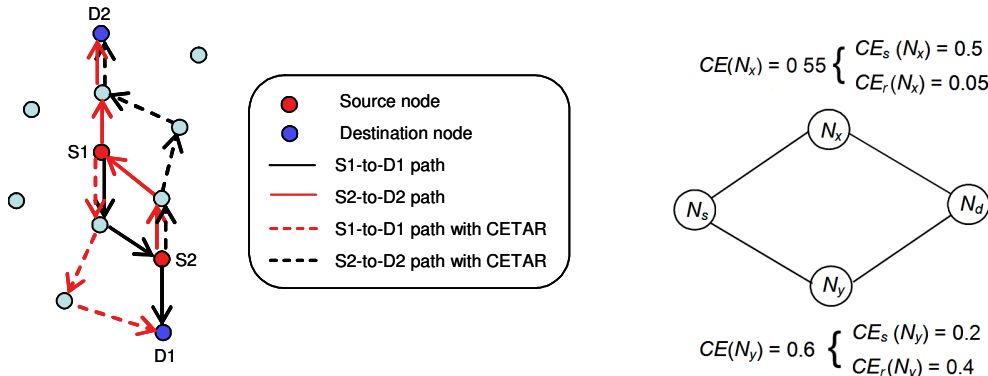 D2
S1
S2
D1
Source node
Destination node
S1-to-D1 path
S2-to-D2 path
S1-to-D1 path with CETAR
S2-to-D2 path with CETAR
CE(Nx) = 0 55 { CEs (Nx) = 0.5
CEr(Nx) = 0.05
Nx
Ns
Nd
Ny
CE(Ny) = 0.6 { CEs (Ny) = 0.2
CEr(Ny) = 0.4